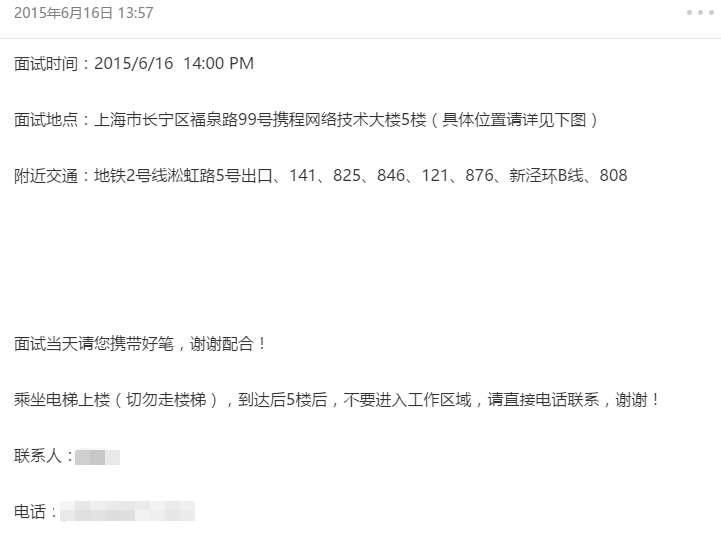 2015年6月16日 13:57
面试时间：2015/6/16  14:00 PM
面试地点：上海市长宁区福泉路99号携程网络技术大楼5楼（具体位置请详见下图）
附近交通：地铁2号线淞虹路5号出口、141、825、846、121、876、新泾环B线、808
面试当天请您携带好笔，谢谢配合！
乘坐电梯上楼（切勿走楼梯），到达后5楼后，不要进入工作区域，请直接电话联系，谢谢！
联系人：
电话：